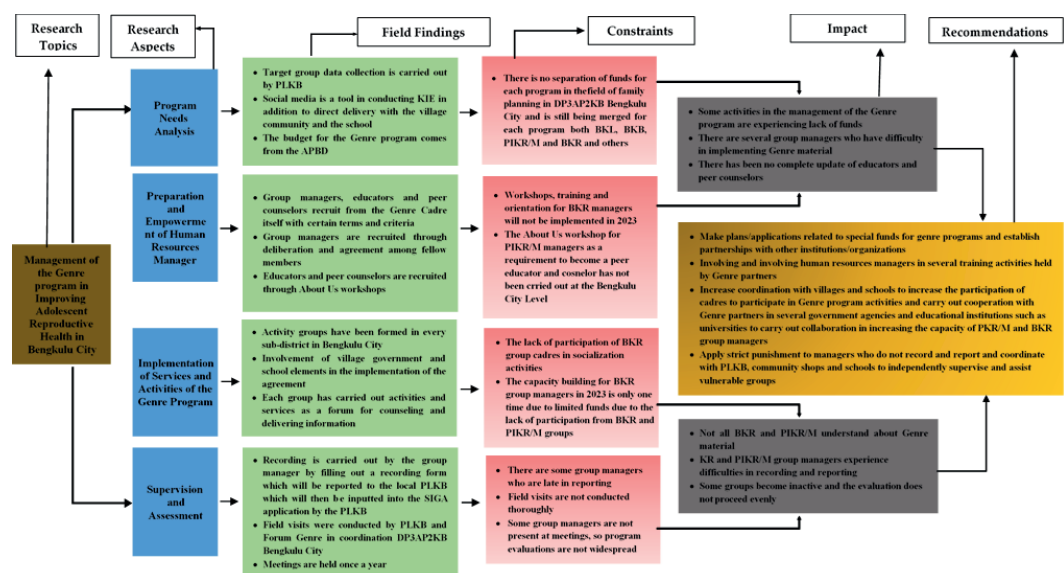 Research
Topics
Research
Aspects
Field Findings
Constraints
Impact
Recommendations
Management of
the Genre
program in
Improving
Adolescent
Reproductive
Health in
Bengkulu City
Program
Needs
Analysis
• Target group data collection is carried out
by PLKB
• Social media is a tool in conducting KIE in
addition to direct delivery with the village
community and the school
• The budget for the Genre program comes
from the APBD
• There is no separation of funds for
each program in thefield of family
planning in DP3AP2KB Bengkulu
City and is still being merged for
each program both BKL, BKB,
PIKR/M and BKR and others
Preparation
and
Empowerme
nt of Human
Resources
Manager
• Group managers, educators and peer
counselors recruit from the Genre Cadre
itself with certain terms and criteria
• Group managers are recruited through
deliberation and agreement among fellow
members
• Educators and peer counselors are recruited
through About Us workshops
• Workshops, training and
orientation for BKR managers
will not be implemented in 2023
• The About Us workshop for
PIKR/M managers as a
requirement to become a peer
educator and cosnelor has not
been crried out at the Bengkulu
City Level
Implementation
of Services and
Activities of the
Genre Program
• Activity groups have been formed in every
sub-district in Bengkulu City
• Involvement of village government and
school elements in the implementation of
the agreement
• Each group has carried out activities and
services as a forum for counseling and
delivering information
• The lack of participation of BKR
group cadres in socialization
activities
• The capacity building for BKR
group managers in 2023 is only one
time due to limited funds due to the
lack of participation from BKR and
PIKR/M groups
Supervision
and
Assessment
• Recording is carried out by the group
manager by filling out a recording form
which will be reported to the local PLKB
which will then be inputted into the SIGA
application by the PLKB
• Field visits were conducted by PLKB and
Forum Genre in coordination DP3AP2KB
Bengkulu City
• Meetings are held once a year
• There are some group managers
who are late in reporting
• Field visits are not conducted
thoroughly
• Some group managers are not
present at meetings, so program
evaluations are not widespread
• Some activities in the management of the Genre
program are experiencing lack of funds
• There are several group managers who have difficulty
in implementing Genre material
• There has been no complete update of educators and
peer counselors
• Not all BKR and PIKR/M understand about Genre
material
• KR and PIKR/M group managers experience
difficulties in recording and reporting
• Some groups become inactive and the evaluation does
not proceed evenly
• Make plans/applications related to special funds for genre programs and establish
partnerships with other institutions/organizations
• Involving and involving human resources managers in several training activities held
by Genre partners
• Increase coordination with villages and schools to increase the participation of
cadres to participate in Genre program activities and carry out cooperation with
Genre partners in several government agencies and educational institutions such as
universities to carry out collaboration in increasing the capacity of PKR/M and BKR
group managers
• Apply strict punishment to managers who do not record and report and coordinate
with PLKB, community shops and schools to independently supervise and assist
vulnerable groups